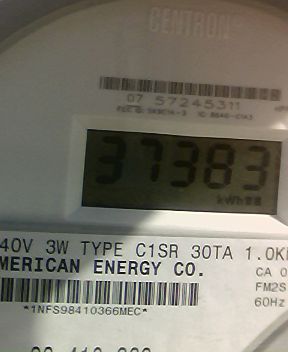 CENTRON
07 57245311
37383
kWh
40V 3W TYPE C1SR 30TA 1.0K
MERICAN ENERGY CO.
CA 0
FM2S
*1NFS98410366MEC*
60Hz